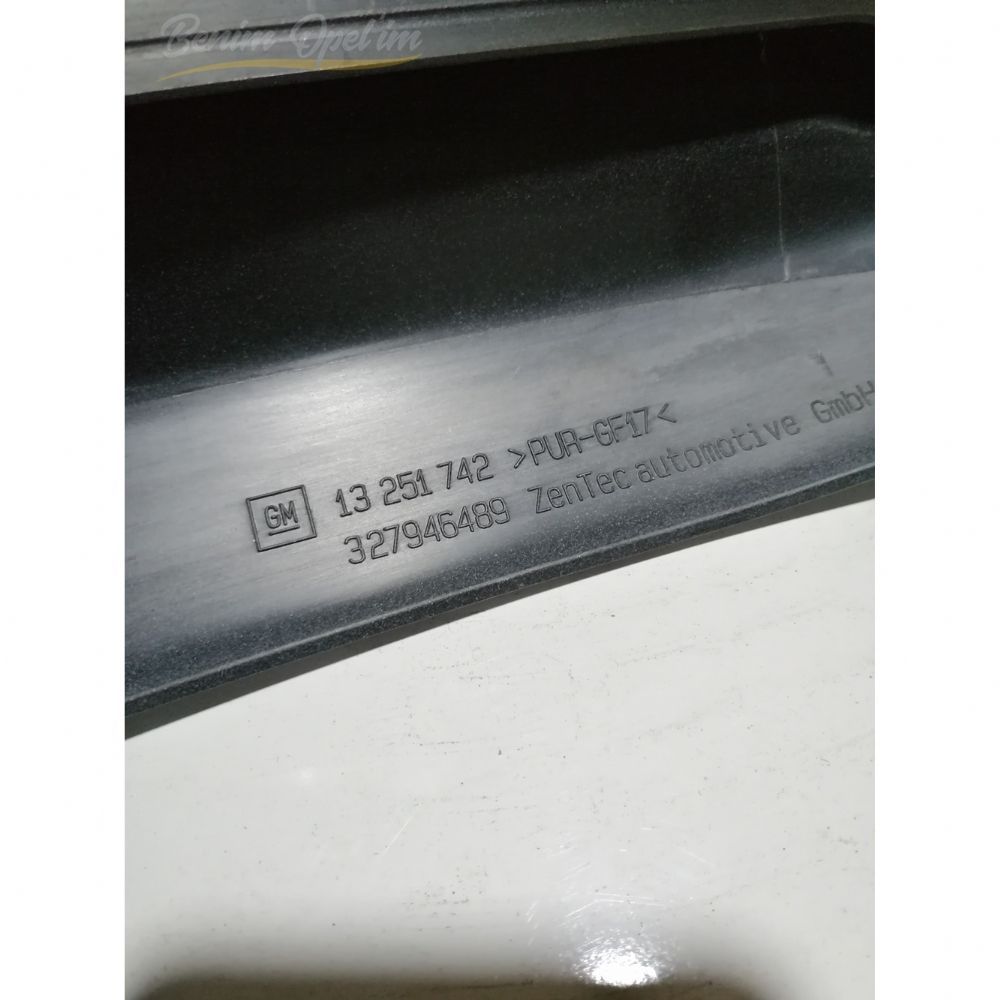 Benim Opel'im
GM 13 251 742 >PUR-GF17<
327946489 ZenTec automotive GmbH